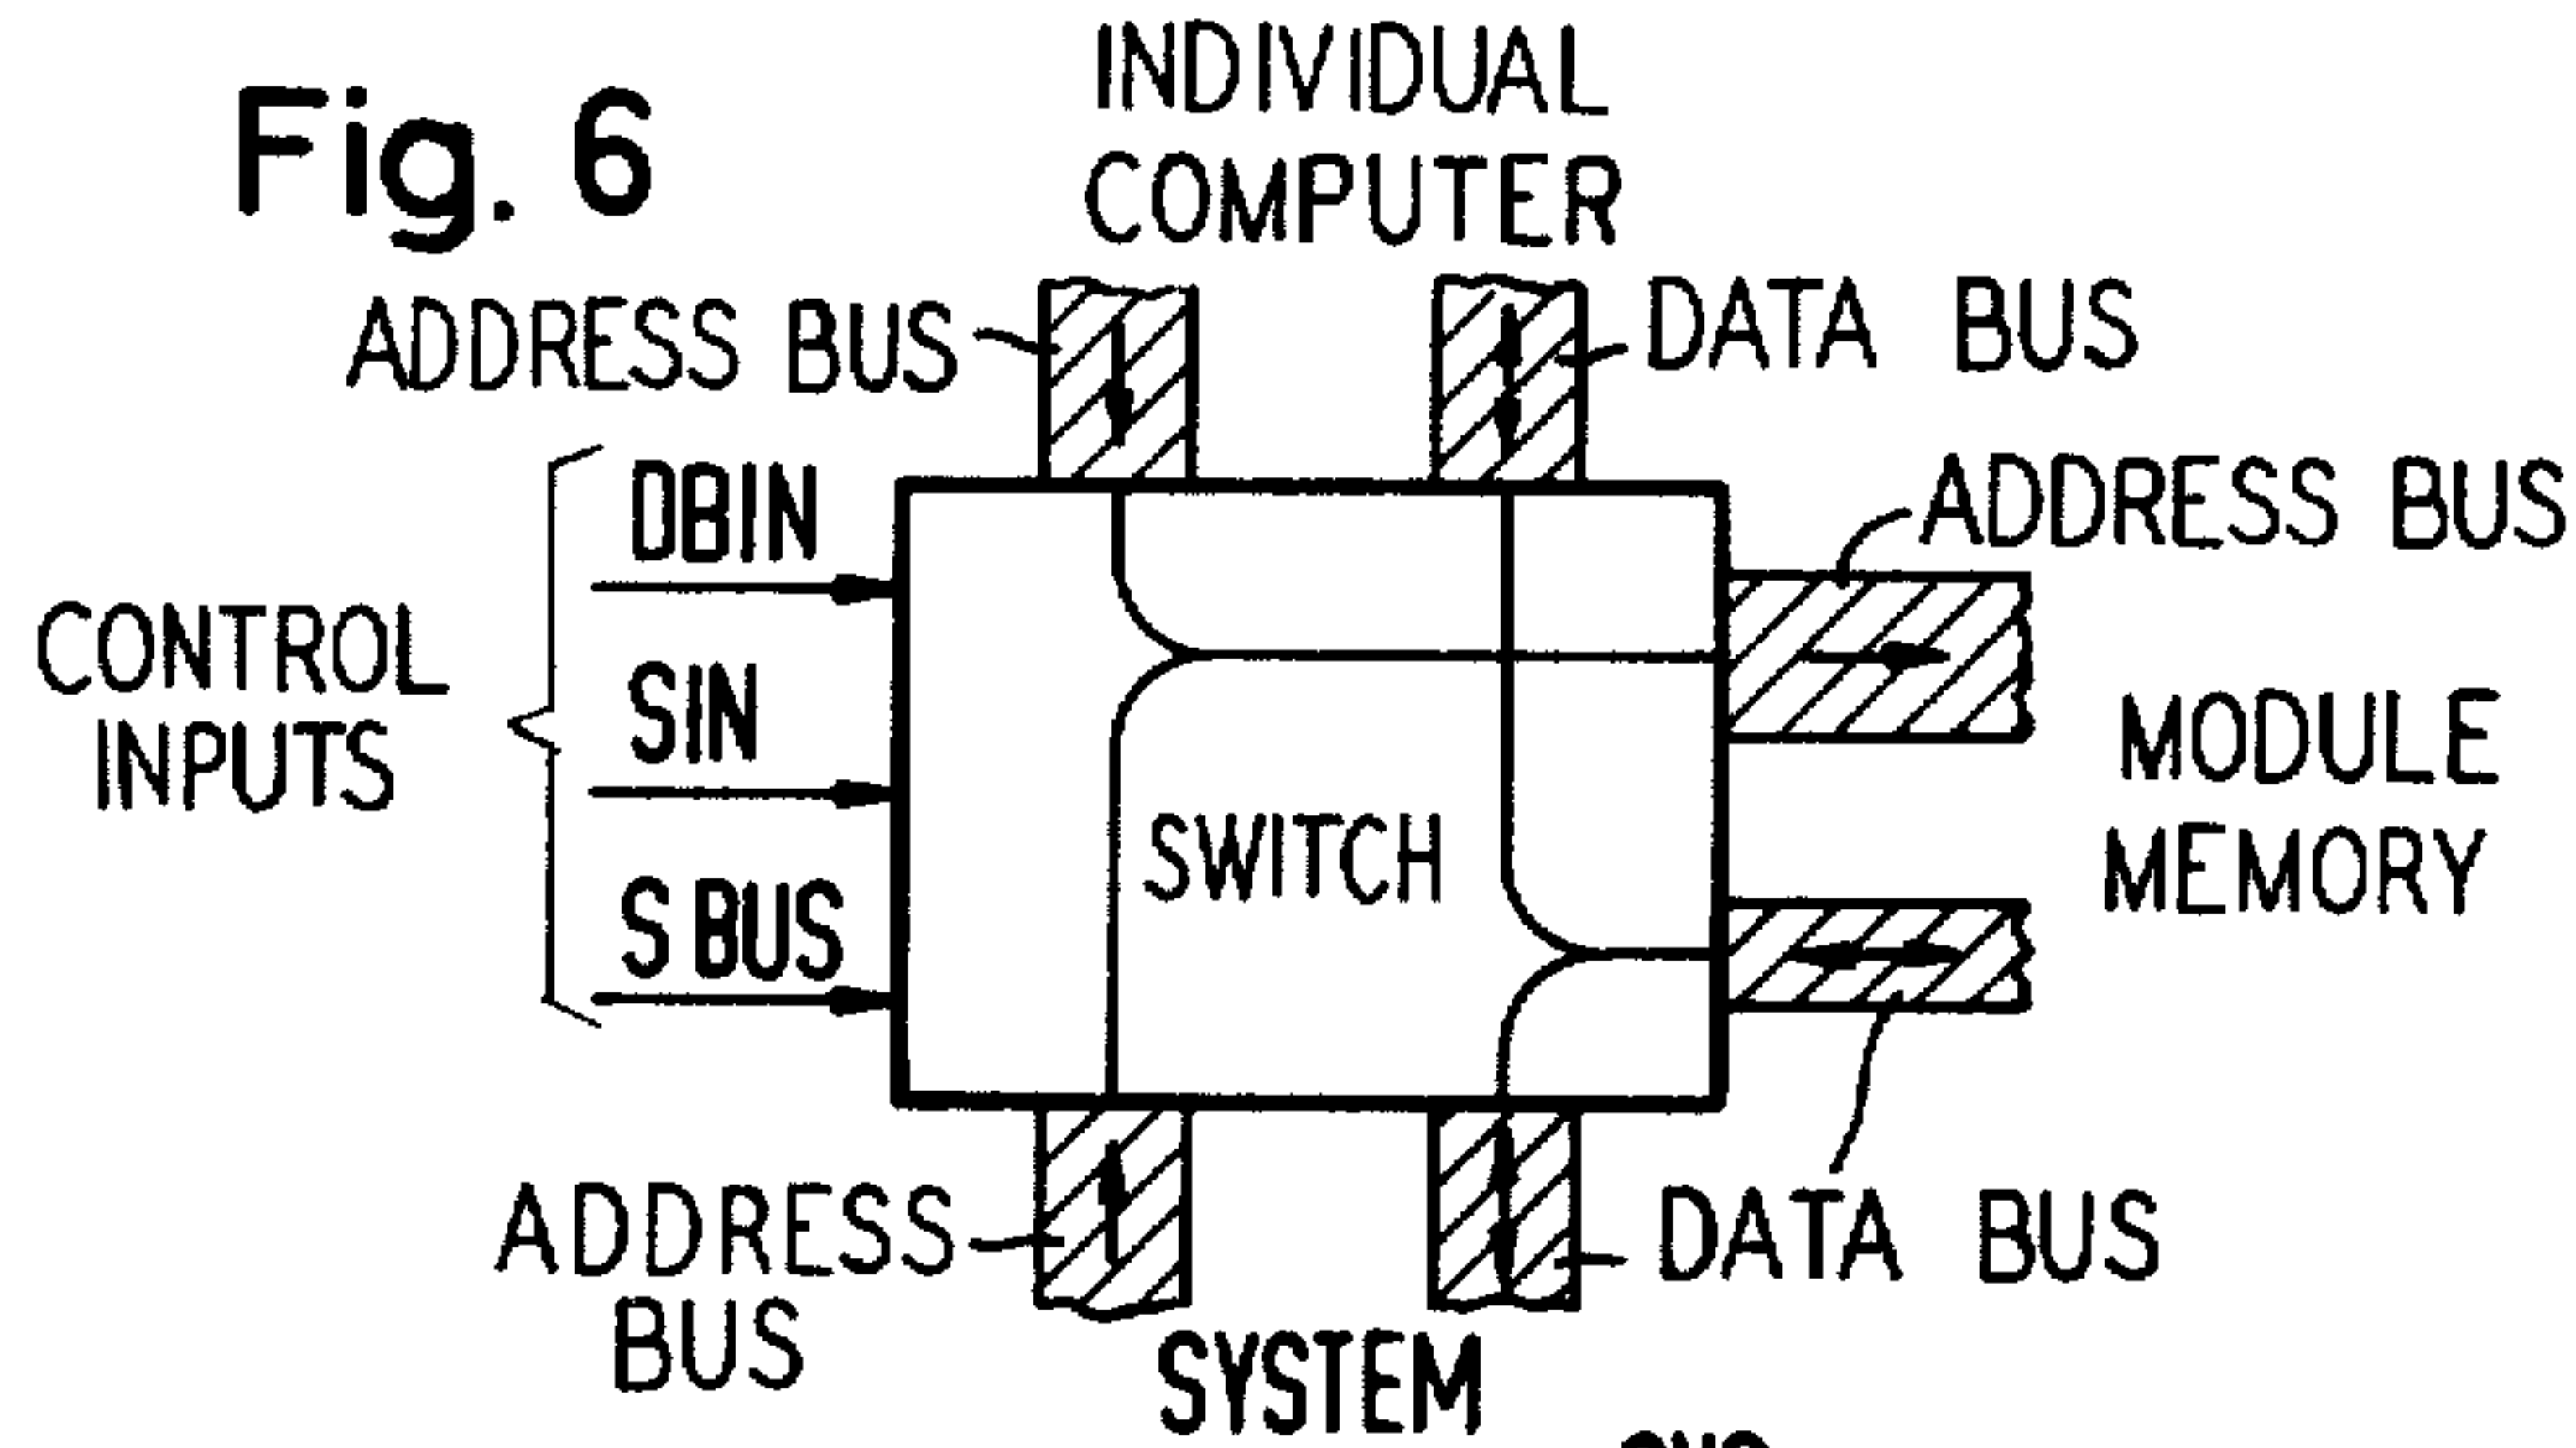 Fig. 6
INDIVIDUAL
COMPUTER
ADDRESS BUS
DATA BUS
ADDRESS BUS
CONTROL
INPUTS
DBIN
SIN
S BUS
SWITCH
MODULE
MEMORY
ADDRESS
BUS
DATA BUS
SYSTEM